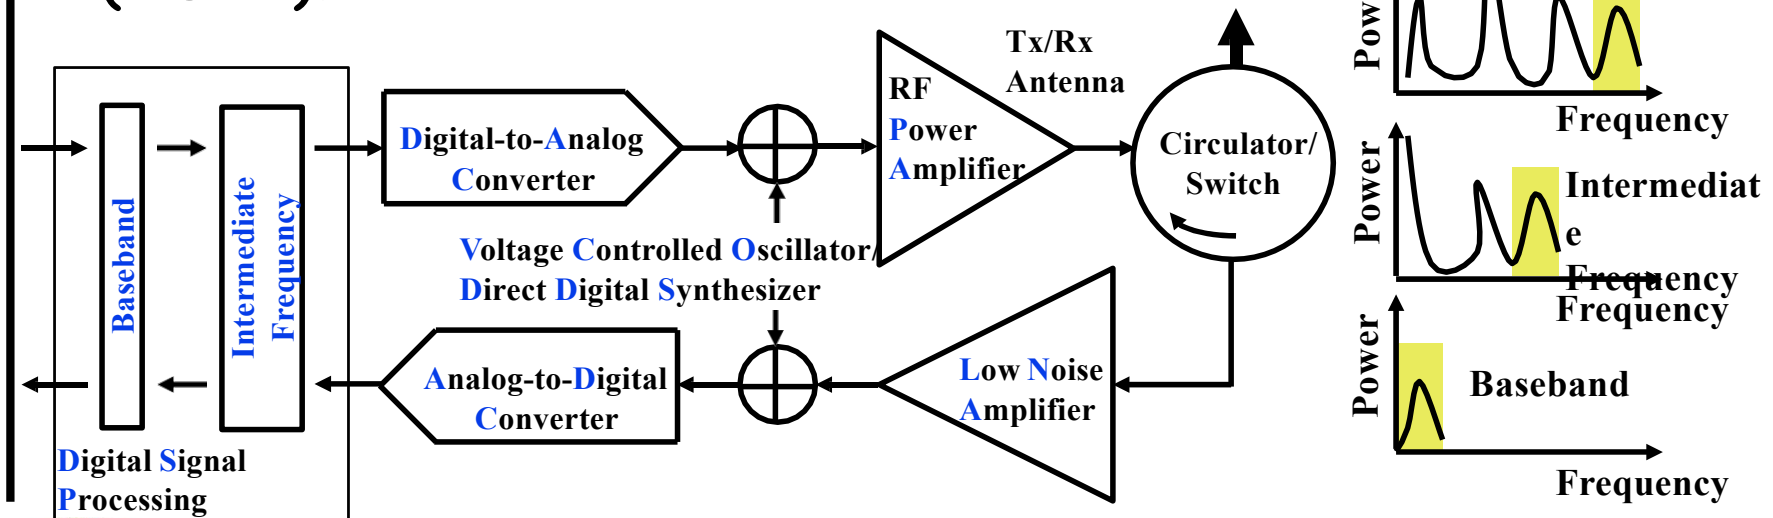 Tx/Rx
Antenna
RF
Power
Amplifier
Digital-to-Analog
Converter
Circulator/
Switch
Baseband
Intermediate
Frequency
Voltage Controlled Oscillator/
Direct Digital Synthesizer
Analog-to-Digital
Converter
Low Noise
Amplifier
Digital Signal
Processing
Frequency
Power
Intermediat
e
Frequency
Frequency
Power
Baseband
Frequency